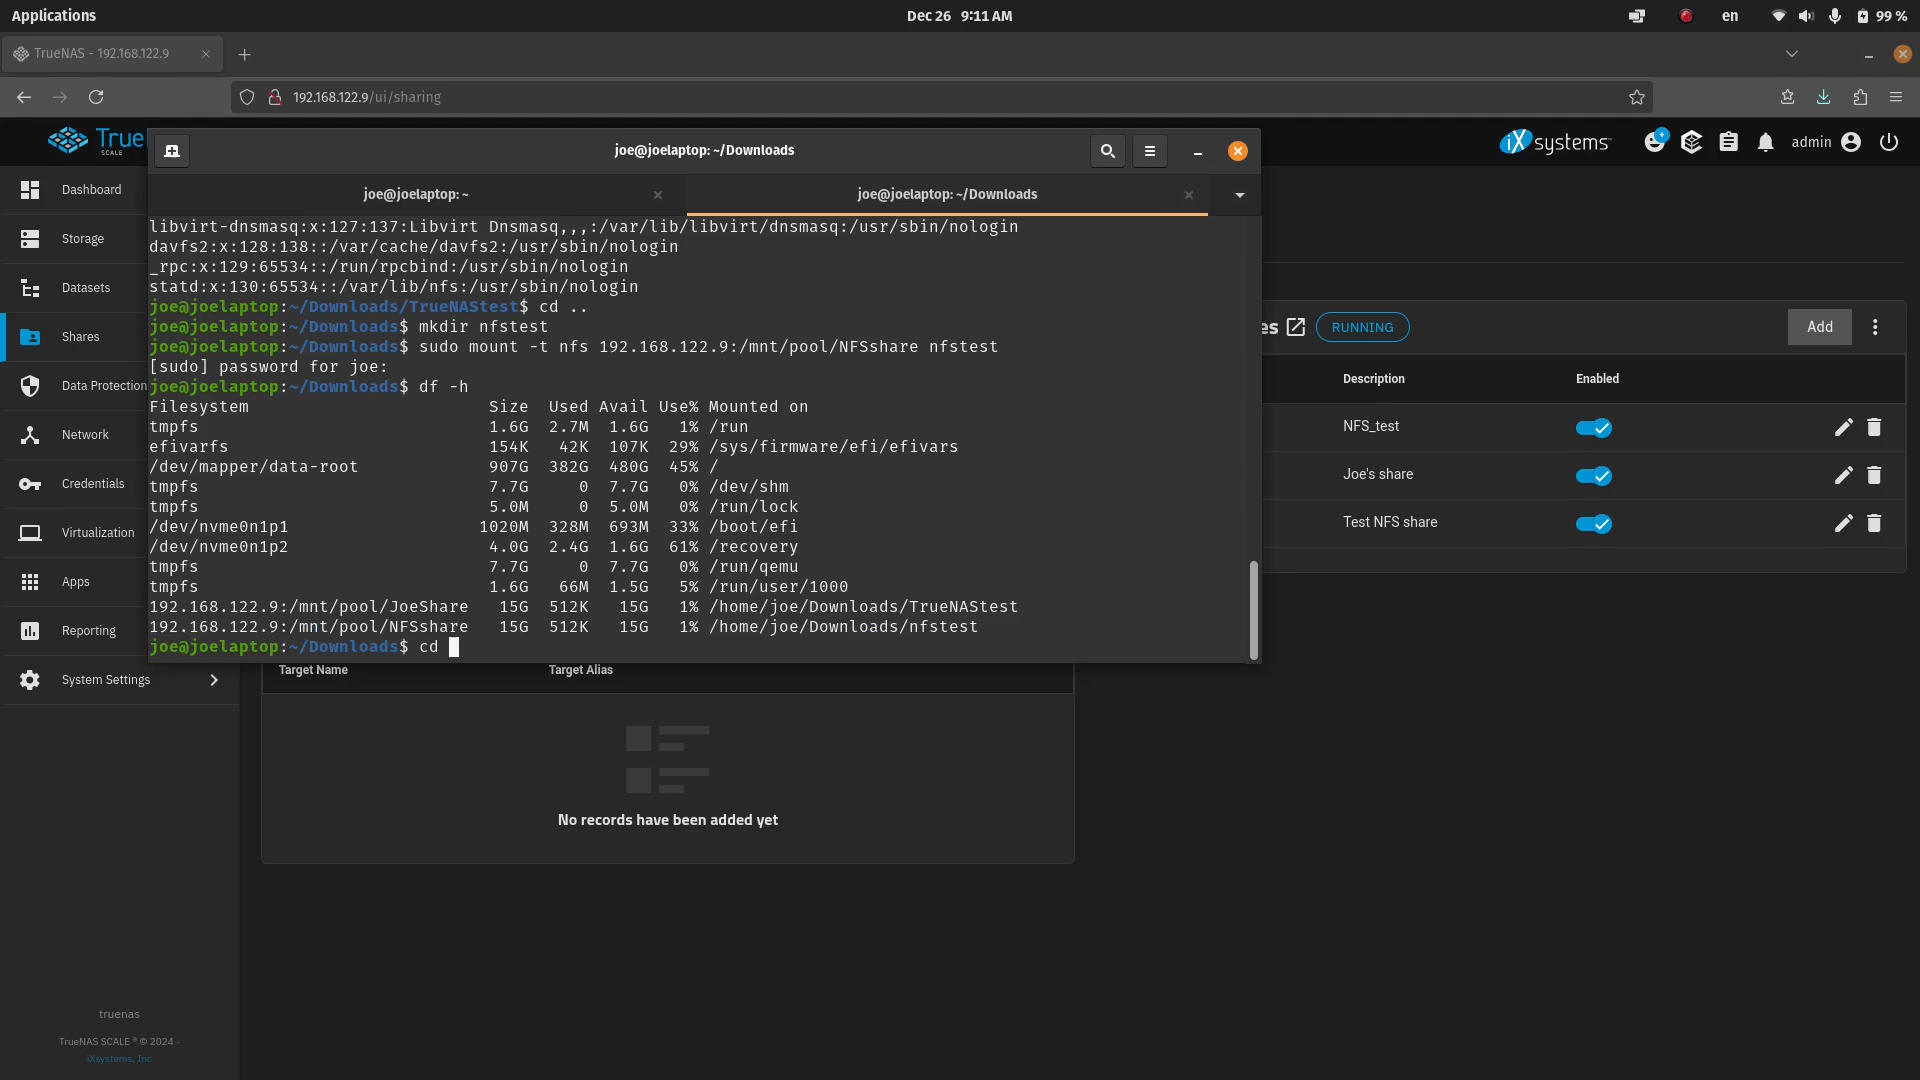 Applications
Dec 26 9:11 AM
en
99 %
TrueNAS - 192.168.122.9
192.168.122.9/ui/sharing
True
SCALE
iXsystems
admin
joe@joelaptop: ~/Downloads
joe@joelaptop: ~
joe@joelaptop: ~/Downloads
Dashboard
Storage
Datasets
Shares
Data Protection
Network
Credentials
Virtualization
Apps
Reporting
System Settings
libvirt-dnsmasq:x:127:137:Libvirt Dnsmasq,,,:/var/lib/libvirt/dnsmasq:/usr/sbin/nologin
davfs2:x:128:138::/var/cache/davfs2:/usr/sbin/nologin
_rpc:x:129:65534::/run/rpcbind:/usr/sbin/nologin
statd:x:130:65534::/var/lib/nfs:/usr/sbin/nologin
joe@joelaptop:~/Downloads/TrueNAStest$ cd ..
joe@joelaptop:~/Downloads$ mkdir nfstest
joe@joelaptop:~/Downloads$ sudo mount -t nfs 192.168.122.9:/mnt/pool/NFSshare nfstest
[sudo] password for joe:
joe@joelaptop:~/Downloads$ df -h
Filesystem Size Used Avail Use% Mounted on
tmpfs 1.6G 2.7M 1.6G 1% /run
efivarfs 154K 42K 107K 29% /sys/firmware/efi/efivars
/dev/mapper/data-root 907G 382G 480G 45% /
tmpfs 7.7G 0 7.7G 0% /dev/shm
tmpfs 5.0M 0 5.0M 0% /run/lock
/dev/nvme0n1p1 1020M 328M 693M 33% /boot/efi
/dev/nvme0n1p2 4.0G 2.4G 1.6G 61% /recovery
tmpfs 7.7G 0 7.7G 0% /run/qemu
tmpfs 1.6G 66M 1.5G 5% /run/user/1000
192.168.122.9:/mnt/pool/JoeShare 15G 512K 15G 1% /home/joe/Downloads/TrueNAStest
192.168.122.9:/mnt/pool/NFSshare 15G 512K 15G 1% /home/joe/Downloads/nfstest
joe@joelaptop:~/Downloads$ cd
es
RUNNING
Add
Description Enabled
NFS_test
Joe's share
Test NFS share
Target Name Target Alias
No records have been added yet
truenas
TrueNAS SCALE ® © 2024 -
iXsystems, Inc